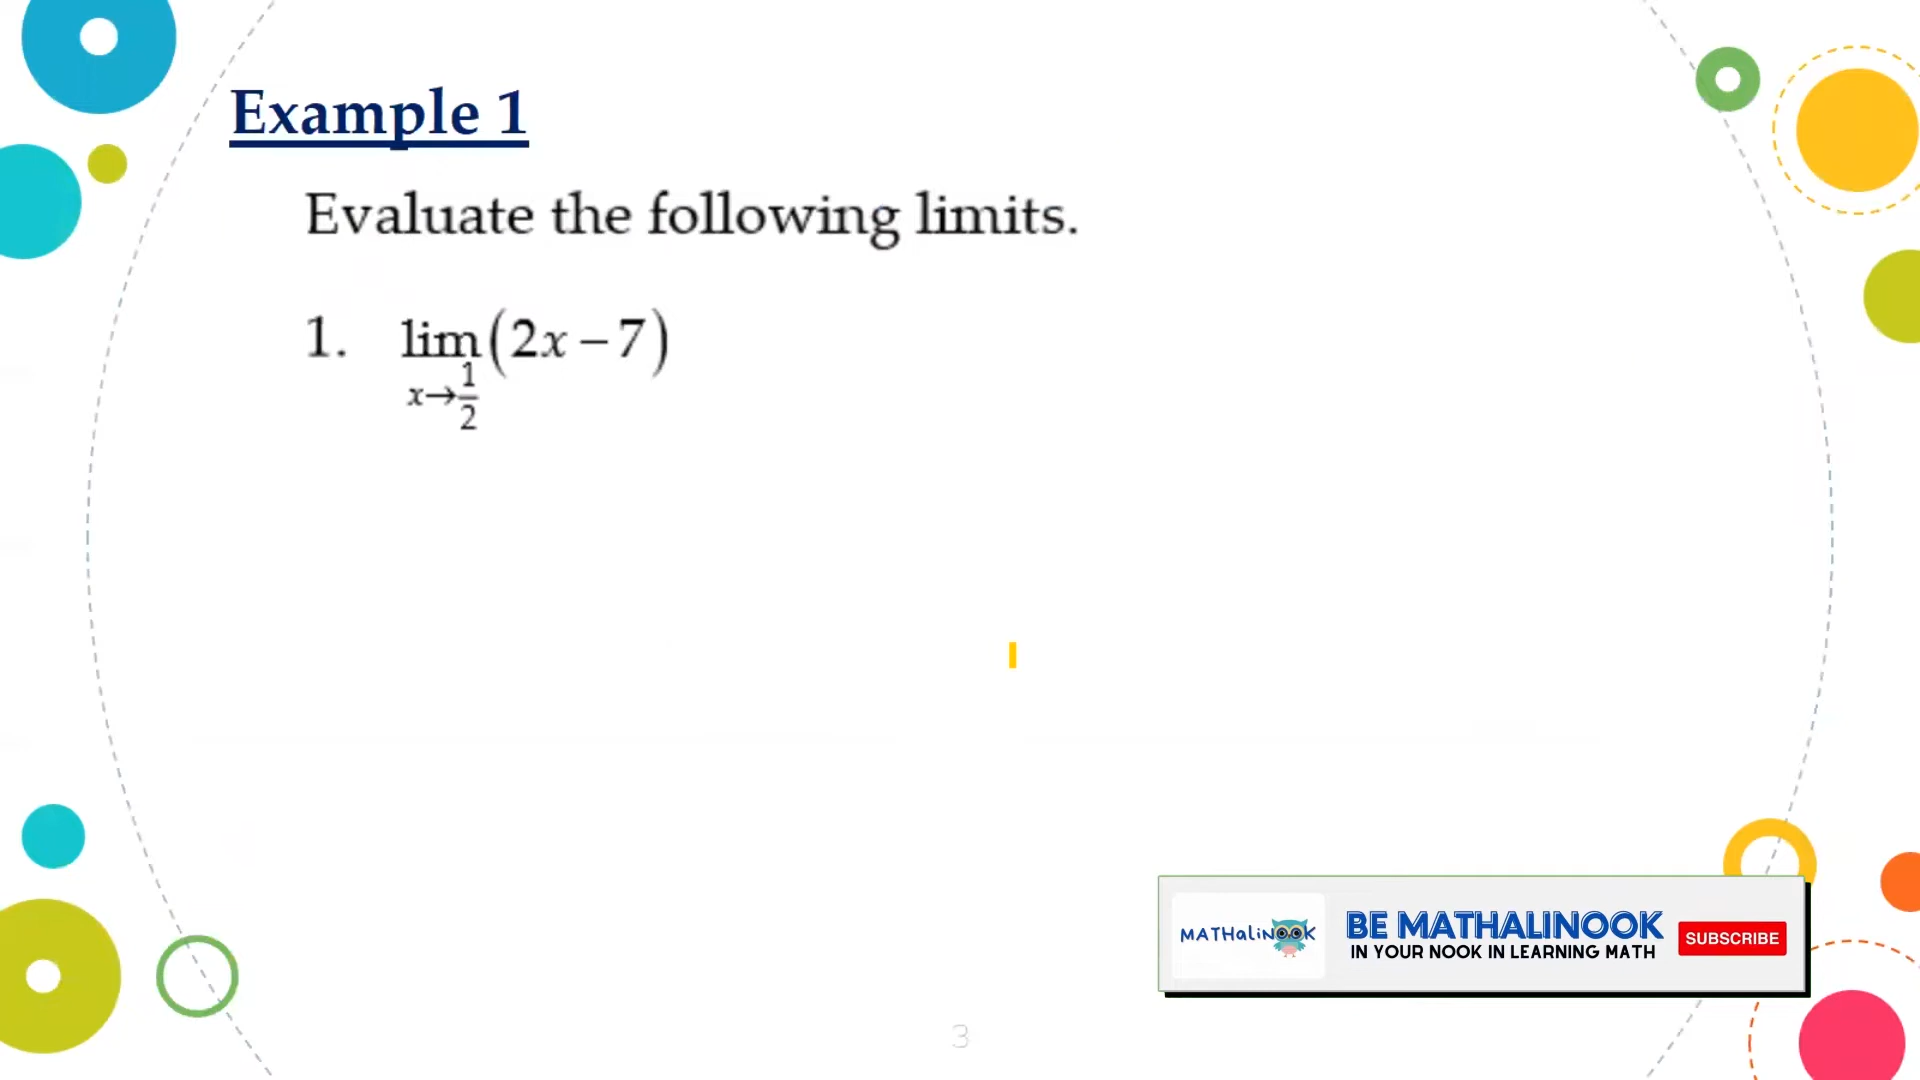 Example 1
Evaluate the following limits.
1. lim(2x – 7)
x→1/2
MATHaliNOOK
BE MATHALINOOK
IN YOUR NOOK IN LEARNING MATH
SUBSCRIBE
3